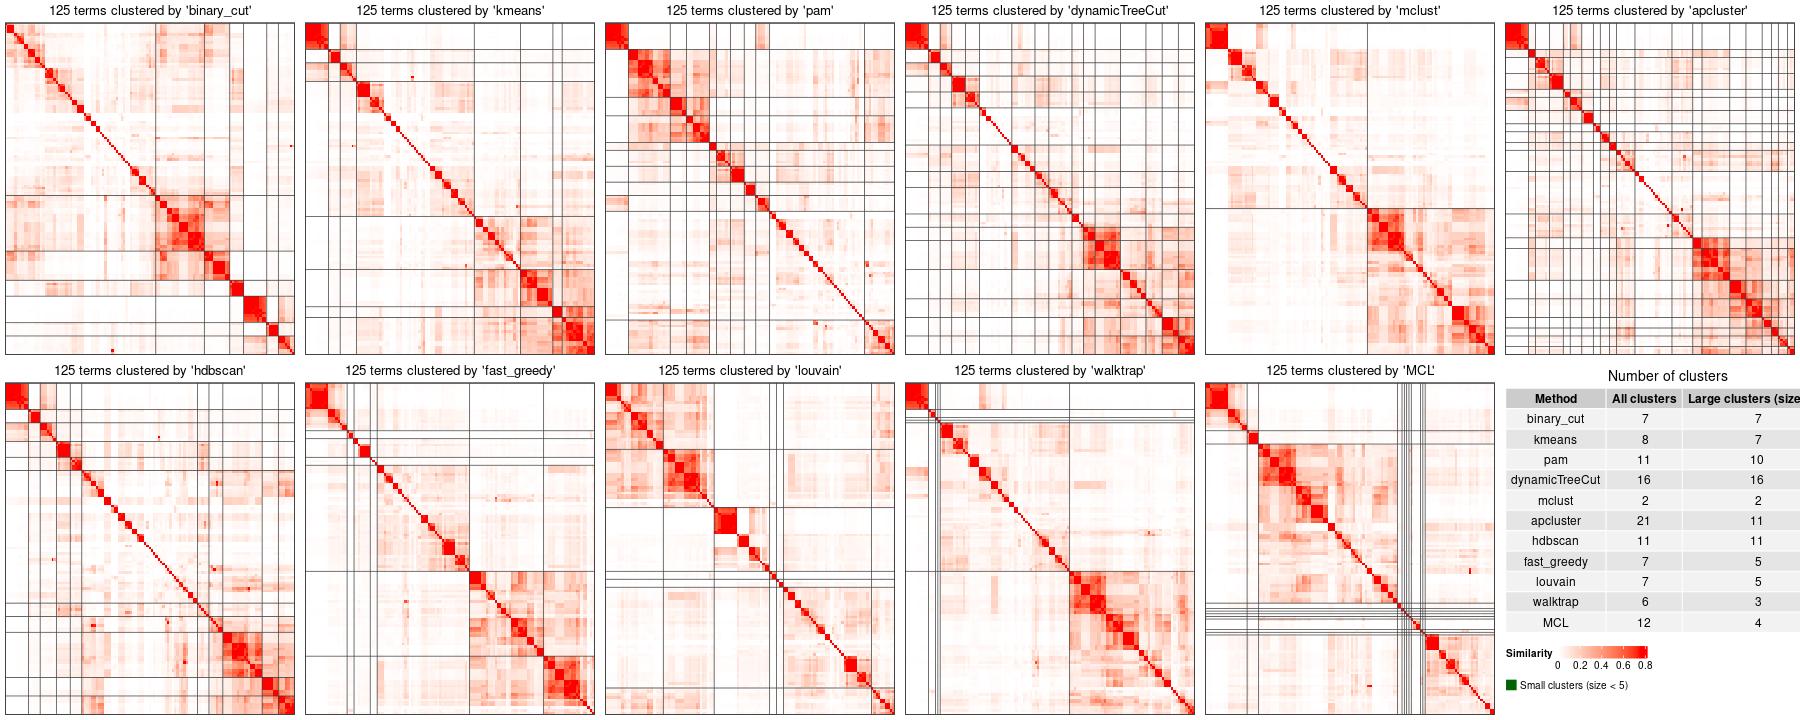 125 terms clustered by 'binary_cut'
125 terms clustered by 'kmeans'
125 terms clustered by 'pam'
125 terms clustered by 'dynamicTreeCut'
125 terms clustered by 'mclust'
125 terms clustered by 'apcluster'
125 terms clustered by 'hdbscan'
125 terms clustered by 'fast_greedy'
125 terms clustered by 'louvain'
125 terms clustered by 'walktrap'
125 terms clustered by 'MCL'
Number of clusters
Method All clusters Large clusters (size
binary_cut 7 7
kmeans 8 7
pam 11 10
dynamicTreeCut 16 16
mclust 2 2
apcluster 21 11
hdbscan 11 11
fast_greedy 7 5
louvain 7 5
walktrap 6 3
MCL 12 4
Similarity
0 0.2 0.4 0.6 0.8
Small clusters (size < 5)